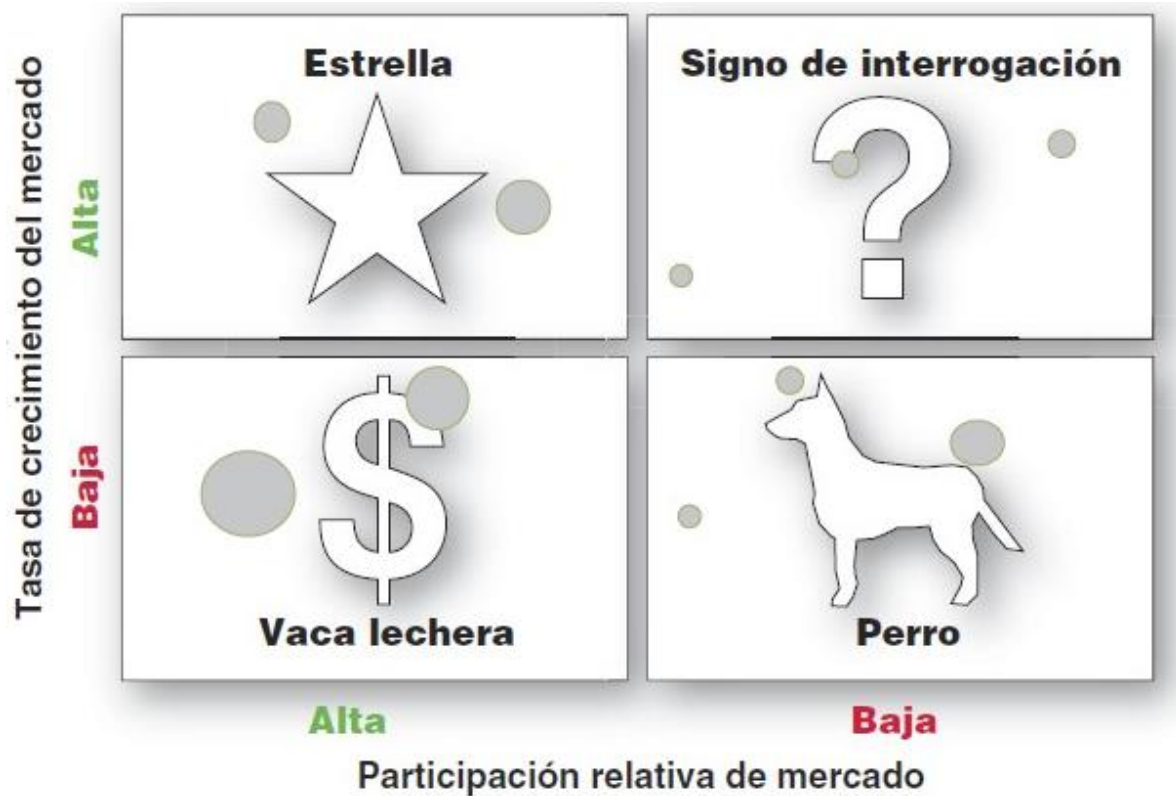 Tasa de crecimiento del mercado
Alta
Baja
Estrella
Signo de interrogación
Vaca lechera
Perro
Alta
Baja
Participación relativa de mercado